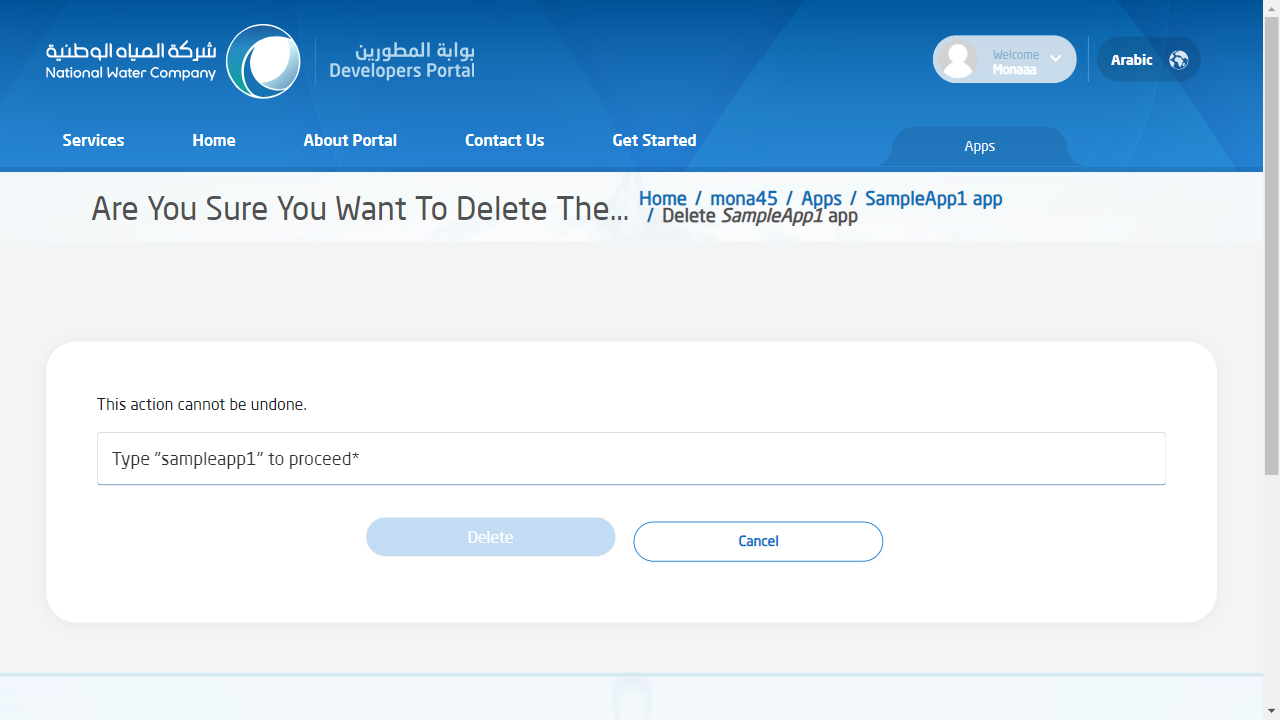 شركة المياه الوطنية
National Water Company
بوابة المطورين
Developers Portal
Welcome
Monaaa
Arabic
Services
Home
About Portal
Contact Us
Get Started
Apps
Are You Sure You Want To Delete The...
Home / mona45 / Apps / SampleApp1 app
/ Delete SampleApp1 app
This action cannot be undone.
Type "sampleapp1" to proceed*
Delete
Cancel